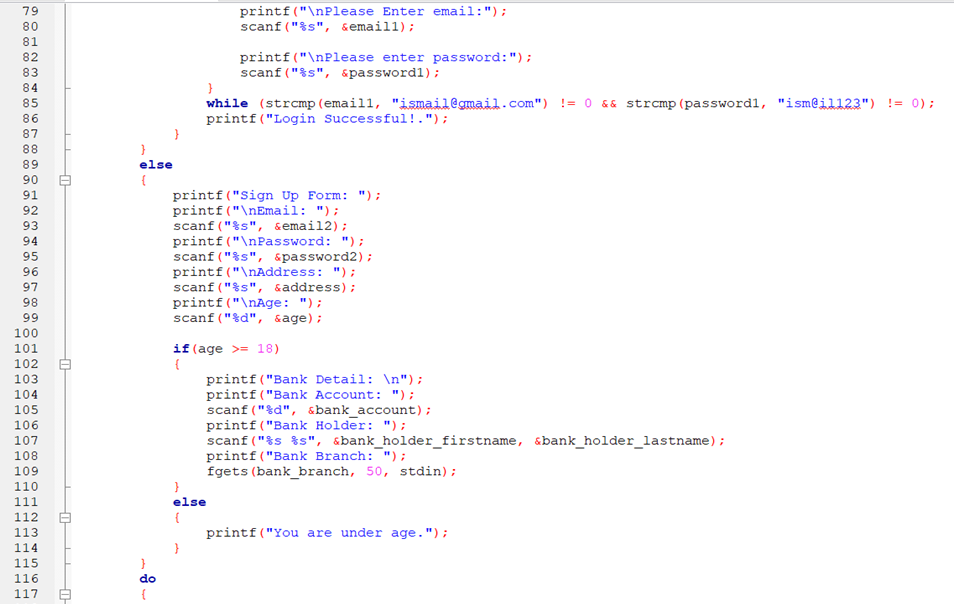 79 printf("\nPlease Enter email:");
80 scanf("%s", &email1);
81
82 printf("\nPlease enter password:");
83 scanf("%s", &password1);
84 }
85 while (strcmp(email1, "ismail@gmail.com") != 0 && strcmp(password1, "ism@il123") != 0);
86 printf("Login Successful!.");
87 }
88 }
89 else
90 {
91 printf("Sign Up Form: ");
92 printf("\nEmail: ");
93 scanf("%s", &email2);
94 printf("\nPassword: ");
95 scanf("%s", &password2);
96 printf("\nAddress: ");
97 scanf("%s", &address);
98 printf("\nAge: ");
99 scanf("%d", &age);
100
101 if(age >= 18)
102 {
103 printf("Bank Detail: \n");
104 printf("Bank Account: ");
105 scanf("%d", &bank_account);
106 printf("Bank Holder: ");
107 scanf("%s %s", &bank_holder_firstname, &bank_holder_lastname);
108 printf("Bank Branch: ");
109 fgets(bank_branch, 50, stdin);
110 }
111 else
112 {
113 printf("You are under age.");
114 }
115 }
116 do
117 {